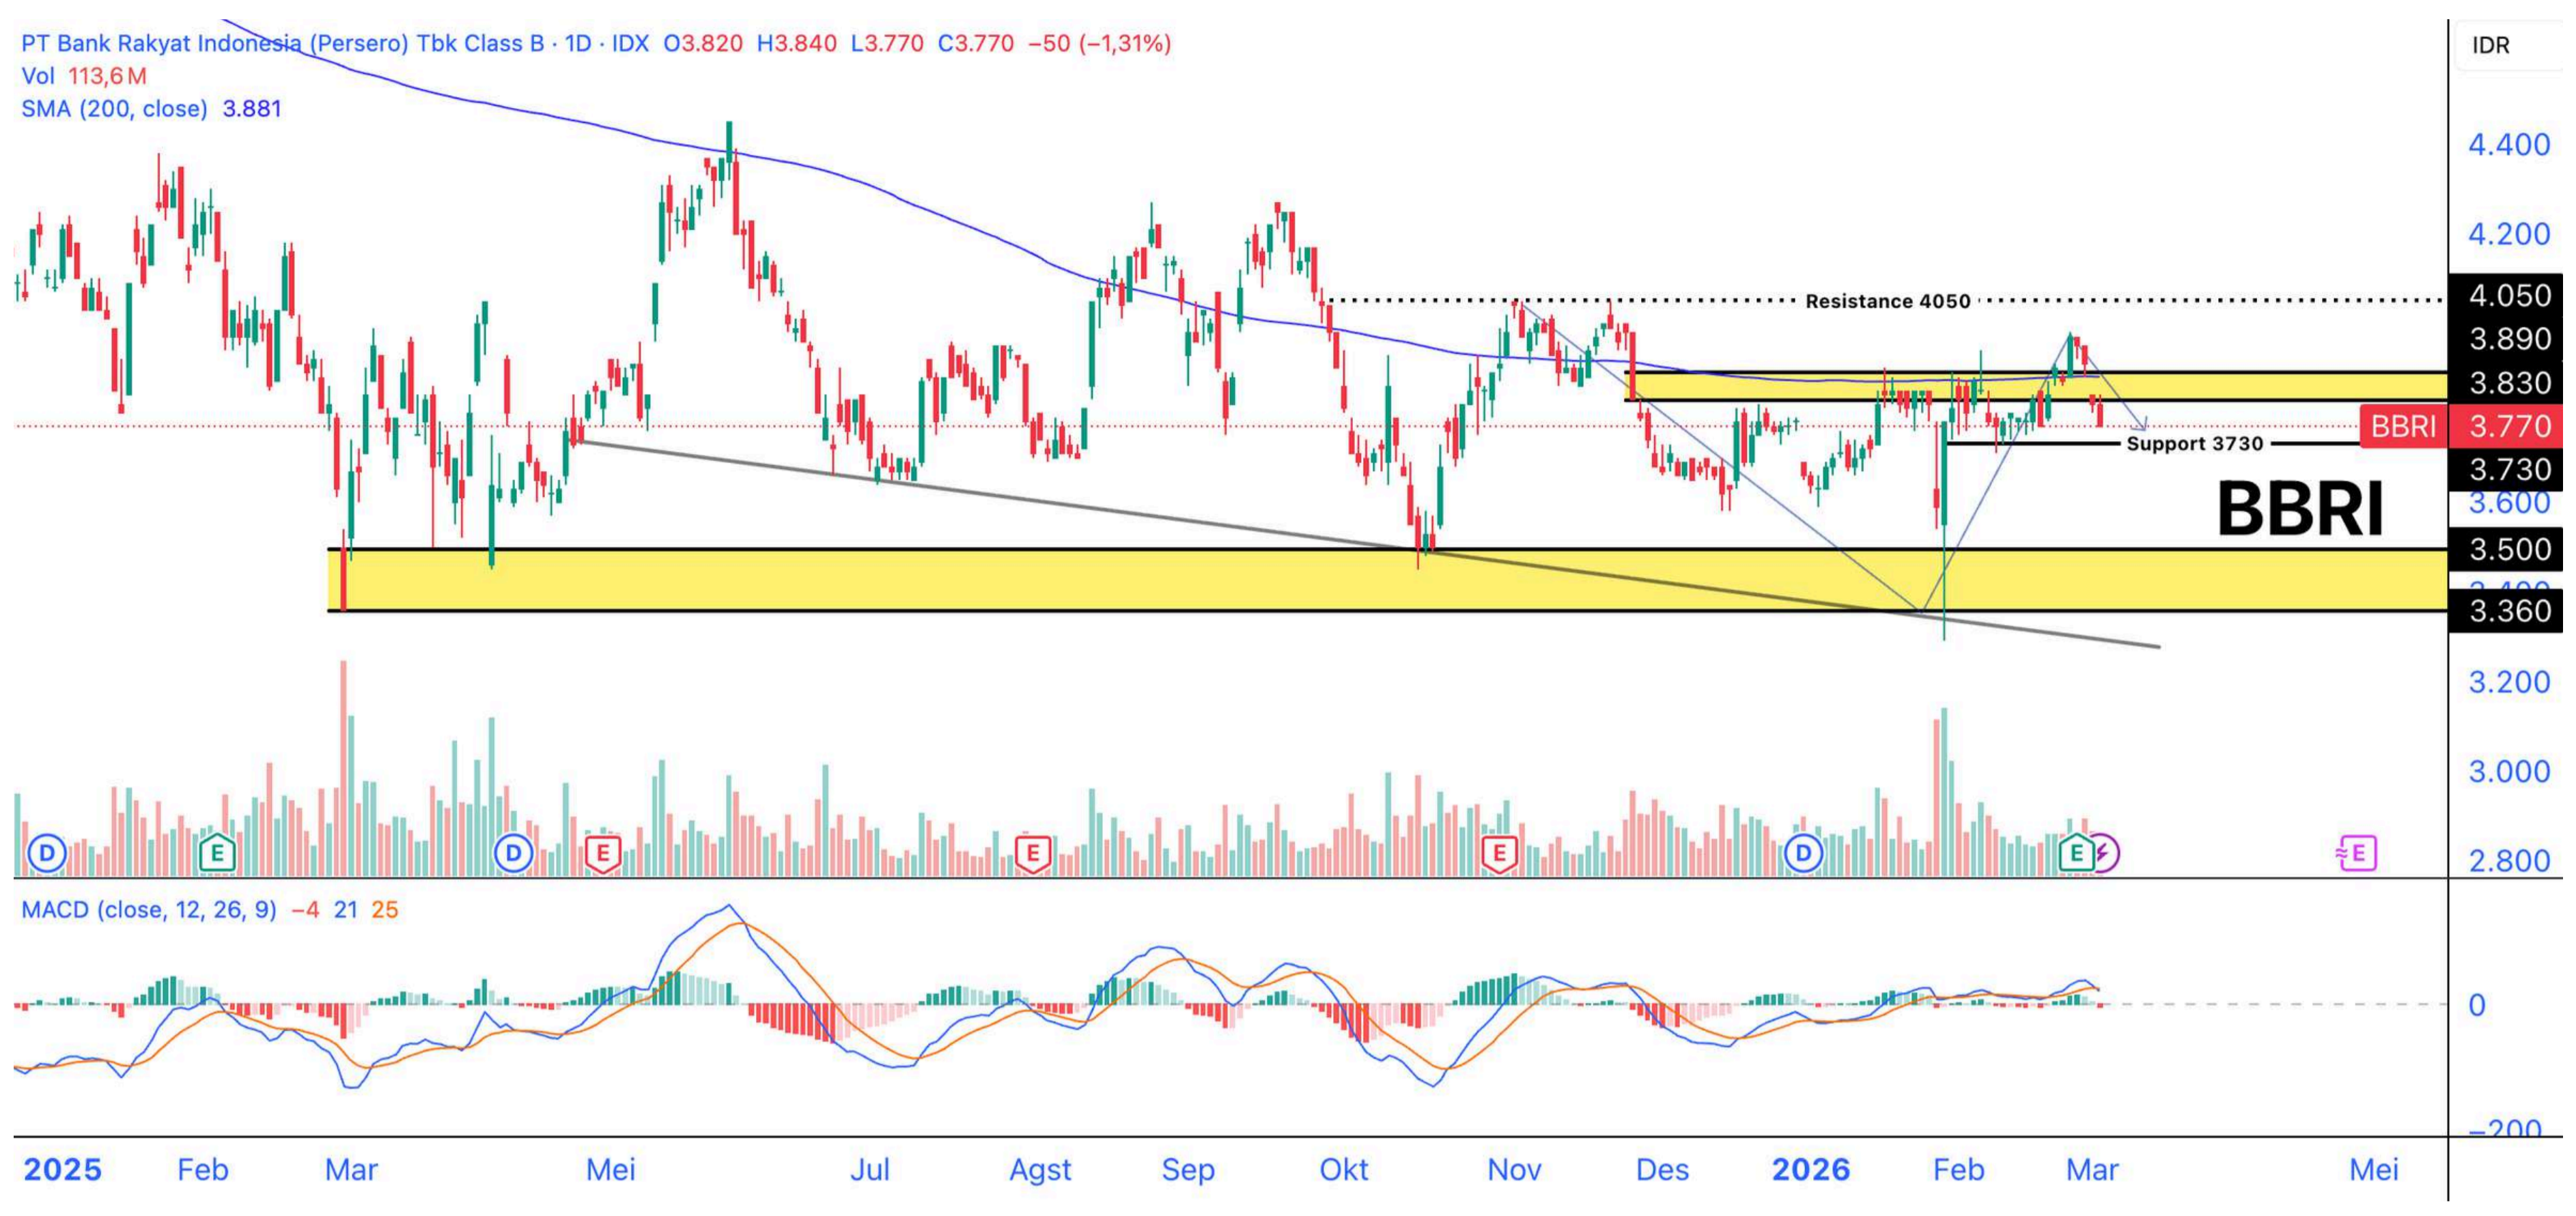 PT Bank Rakyat Indonesia (Persero) Tbk Class B · 1D · IDX O3.820 H3.840 L3.770 C3.770 −50 (−1,31%)
IDR
Vol 113,6 M
SMA (200, close) 3.881
4.400
4.200
Resistance 4050
4.050
3.890
3.830
BBRI 3.770
Support 3730
3.730
BBRI
3.600
3.500
3.400
3.360
3.200
3.000
D E D E E E D E E
2.800
MACD (close, 12, 26, 9) −4 21 25
0
−200
2025 Feb Mar Mei Jul Agst Sep Okt Nov Des 2026 Feb Mar Mei